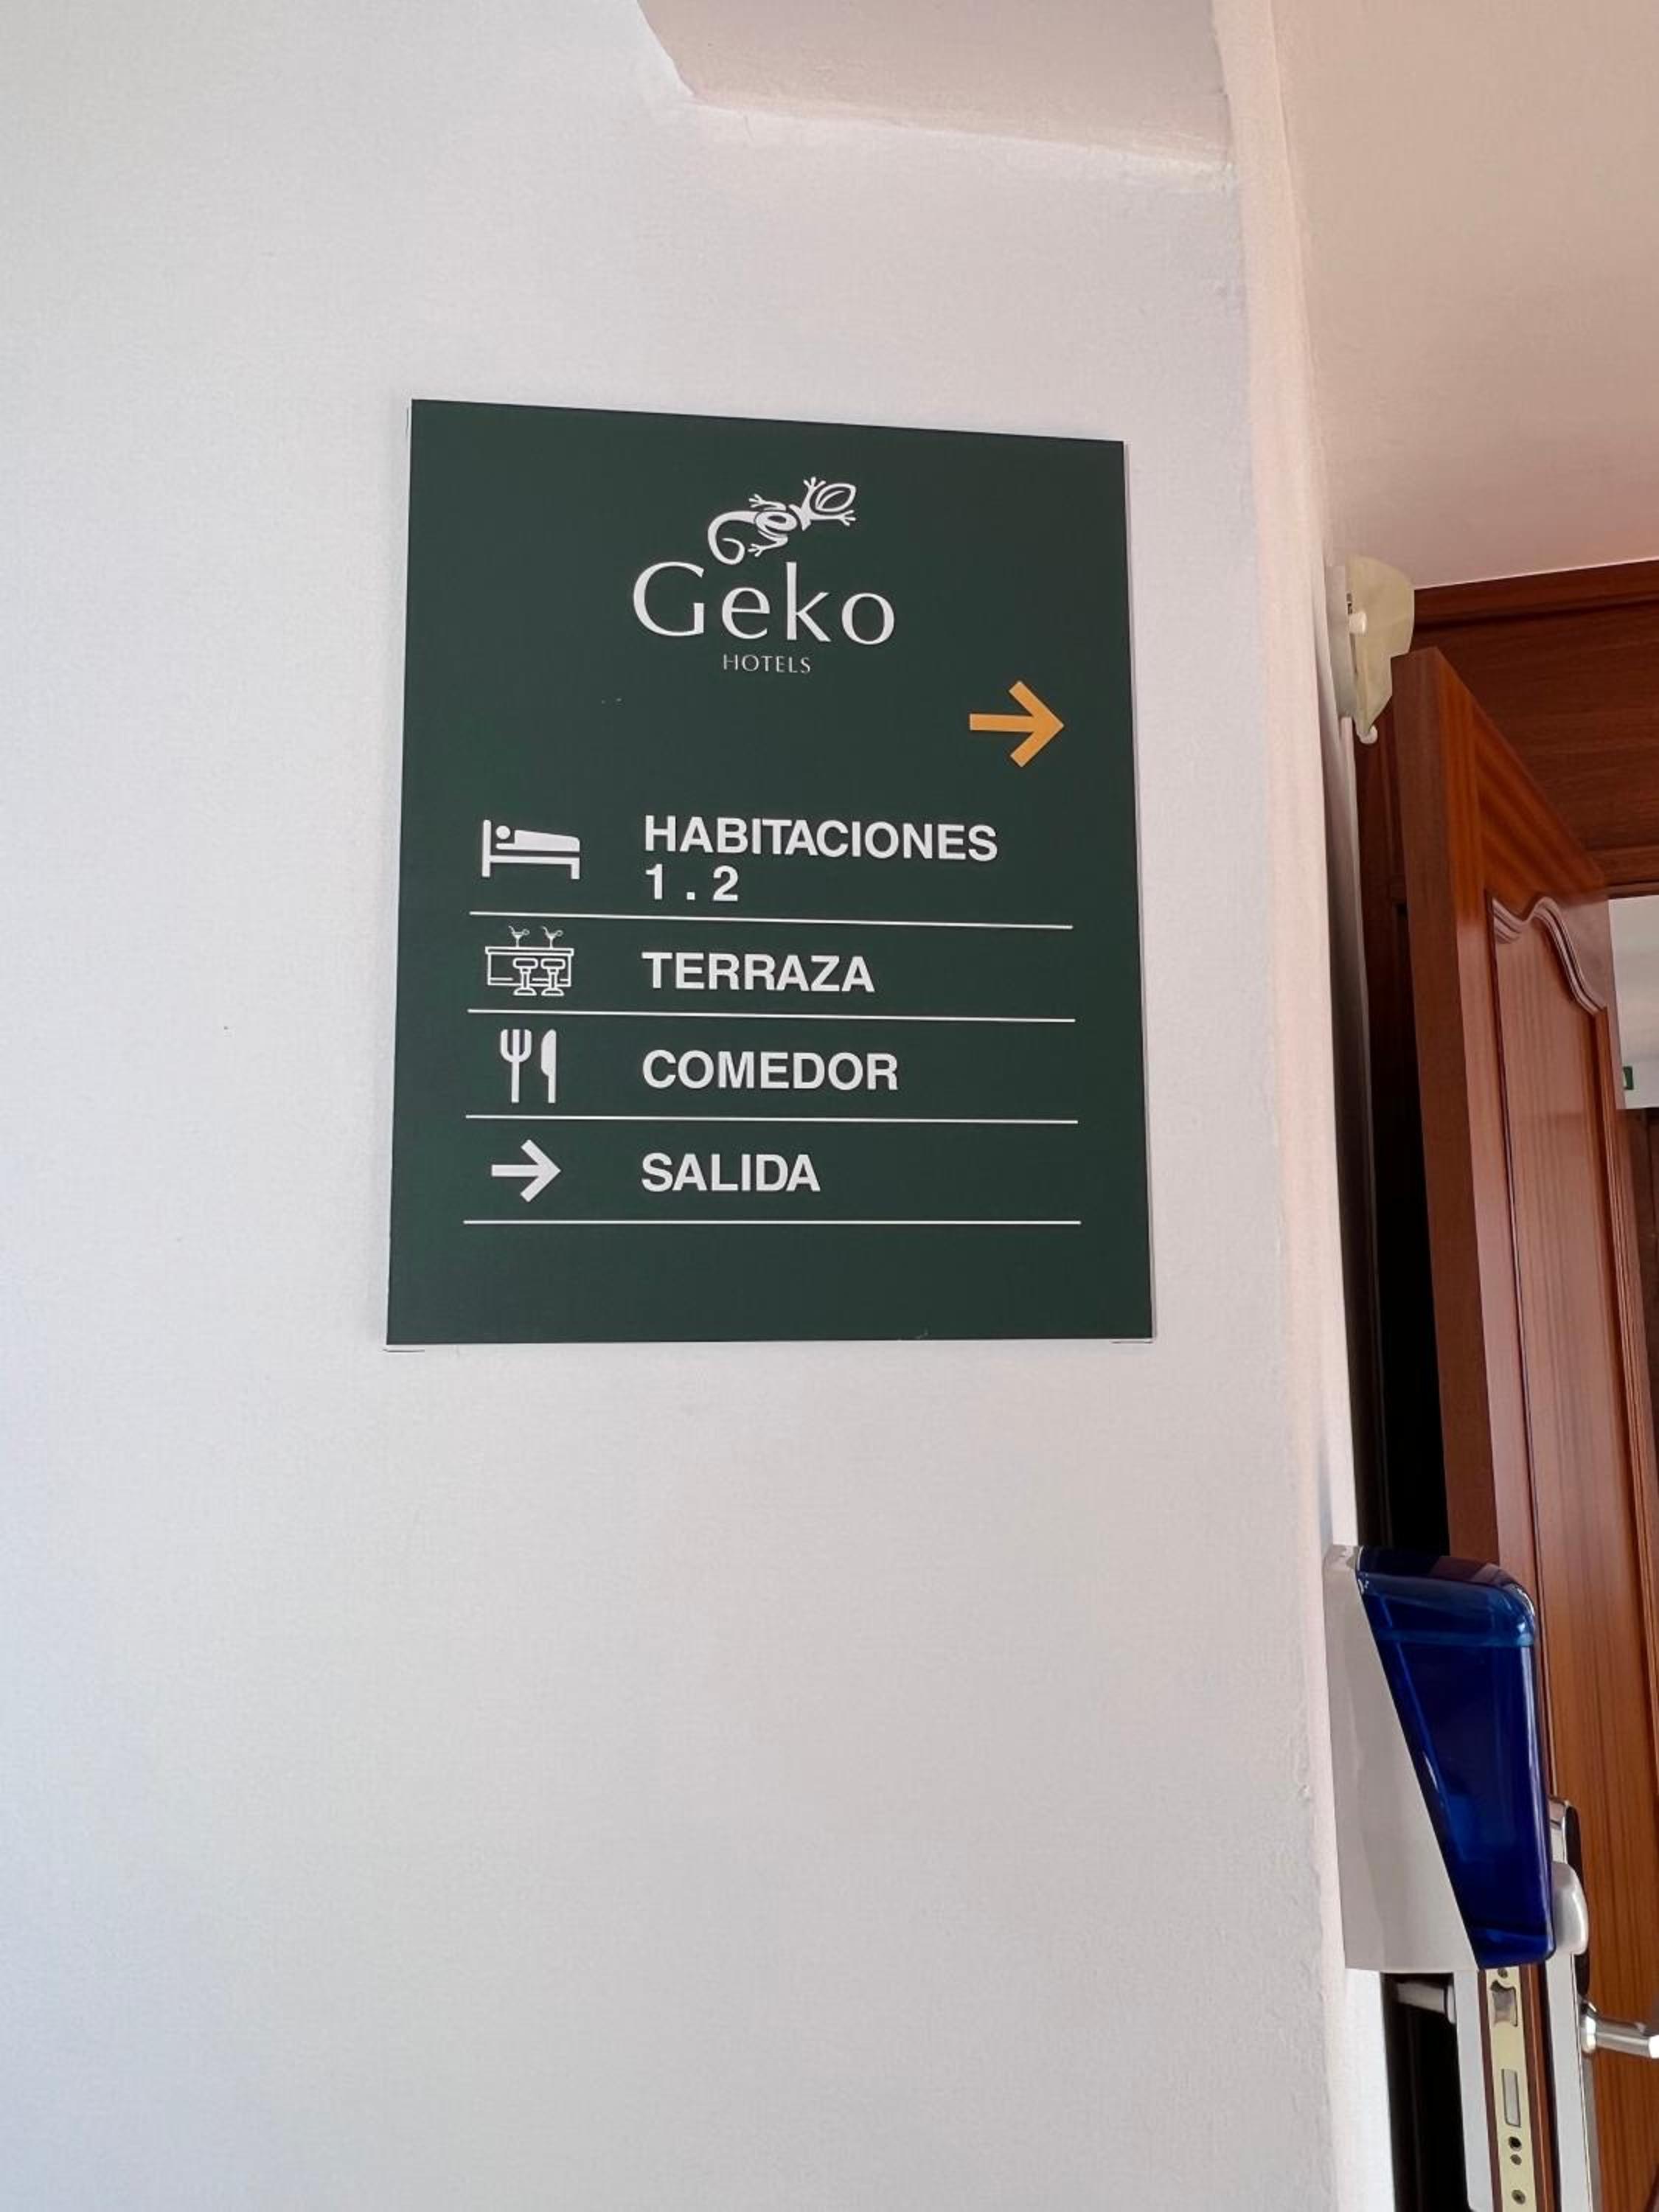 Geko
HOTELS
HABITACIONES
1 . 2
TERRAZA
COMEDOR
SALIDA